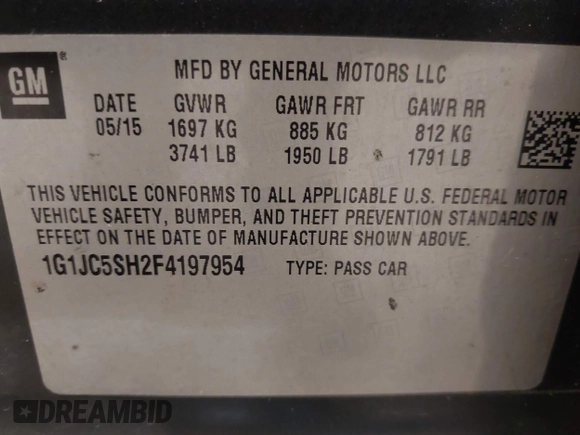 GM
MFD BY GENERAL MOTORS LLC
DATE GVWR GAWR FRT GAWR RR
05/15 1697 KG 885 KG 812 KG
3741 LB 1950 LB 1791 LB
THIS VEHICLE CONFORMS TO ALL APPLICABLE U.S. FEDERAL MOTOR
VEHICLE SAFETY, BUMPER, AND THEFT PREVENTION STANDARDS IN
EFFECT ON THE DATE OF MANUFACTURE SHOWN ABOVE.
1G1JC5SH2F4197954 TYPE: PASS CAR
DREAMBID